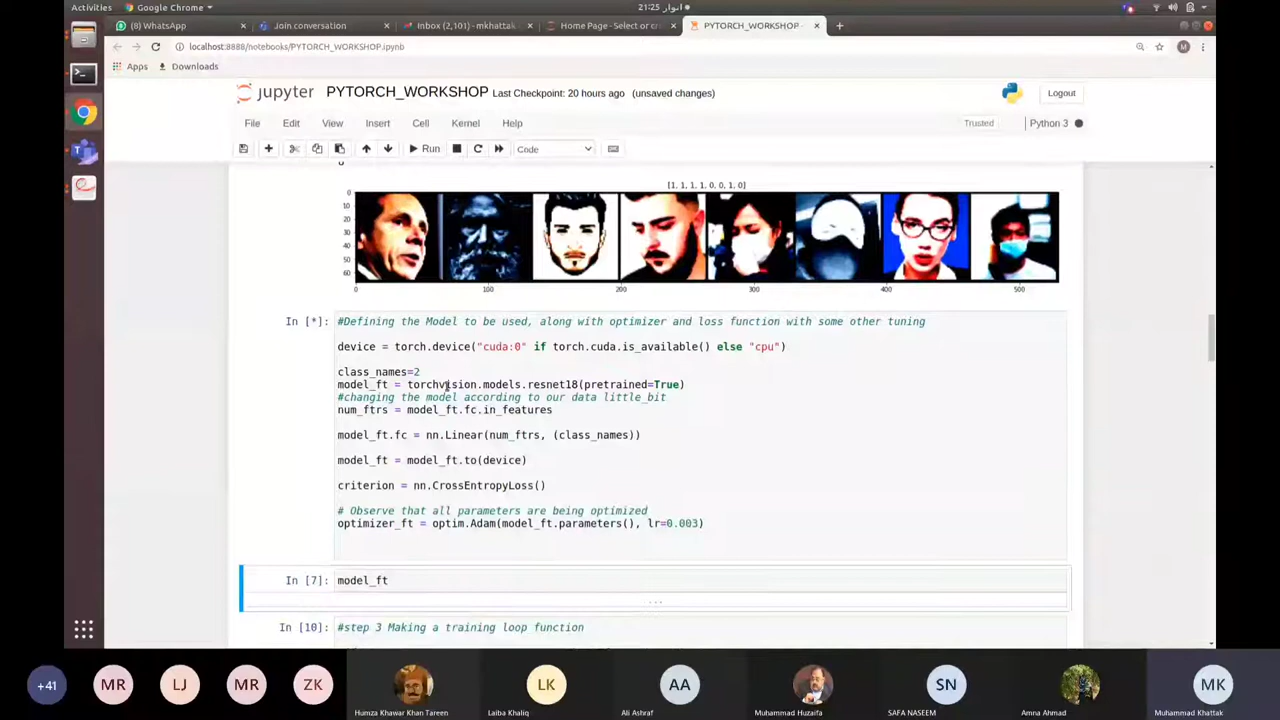 Activities
Google Chrome
21:25 اتوار
(5) WhatsApp
Join conversation
Inbox (2,101) - mkhattak
Home Page - Select or cre
PYTORCH_WORKSHOP -
localhost:8888/notebooks/PYTORCH_WORKSHOP.ipynb
M
Apps
Downloads
jupyter
PYTORCH_WORKSHOP Last Checkpoint: 20 hours ago (unsaved changes)
Logout
File
Edit
View
Insert
Cell
Kernel
Help
Trusted
Python 3
Run
Code
[1, 1, 1, 1, 0, 0, 1, 0]
0
10
20
30
40
50
60
0
100
200
300
400
500
In [*]:
#Defining the Model to be used, along with optimizer and loss function with some other tuning
device = torch.device("cuda:0" if torch.cuda.is_available() else "cpu")
class_names=2
model_ft = torchvision.models.resnet18(pretrained=True)
#changing the model according to our data little_bit
num_ftrs = model_ft.fc.in_features
model_ft.fc = nn.Linear(num_ftrs, (class_names))
model_ft = model_ft.to(device)
criterion = nn.CrossEntropyLoss()
# Observe that all parameters are being optimized
optimizer_ft = optim.Adam(model_ft.parameters(), lr=0.003)
In [7]:
model_ft
...
In [10]:
#step 3 Making a training loop function
+41
MR
LJ
MR
ZK
Humza Khawar Khan Tareen
LK
Laiba Khaliq
AA
Ali Ashraf
Muhammad Huzaifa
SN
SAFA NASEEM
Amna Ahmad
MK
Muhammad Khattak